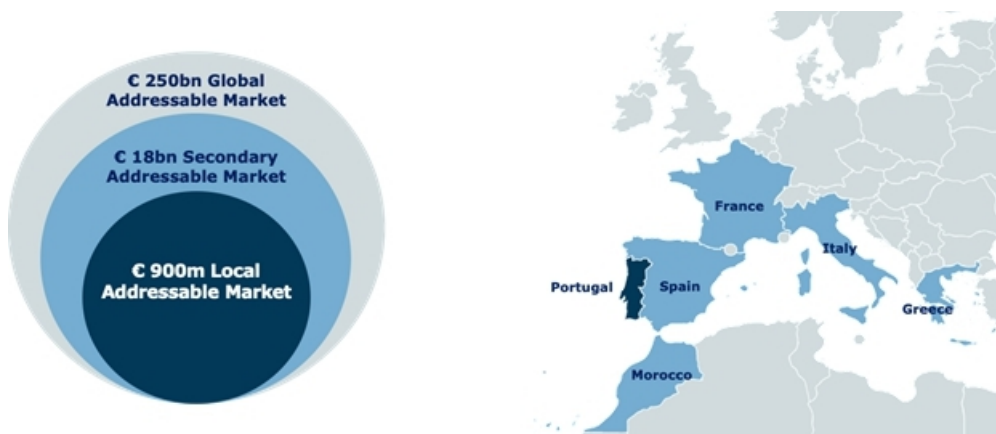 € 250bn Global
Addressable Market
€ 18bn Secondary
Addressable Market
€ 900m Local
Addressable Market
France
Italy
Portugal
Spain
Greece
Morocco